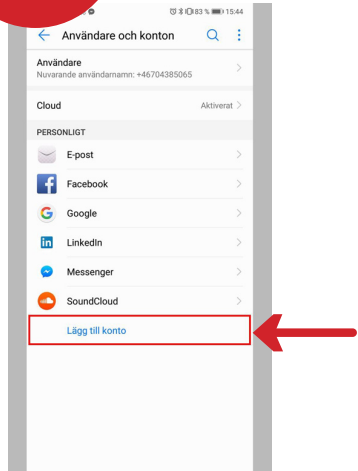 83 % 15:44
Användare och konton
Användare
Nuvarande användarnamn: +46704385065
Cloud
Aktiverat
PERSONLIGT
E-post
Facebook
Google
LinkedIn
Messenger
SoundCloud
Lägg till konto